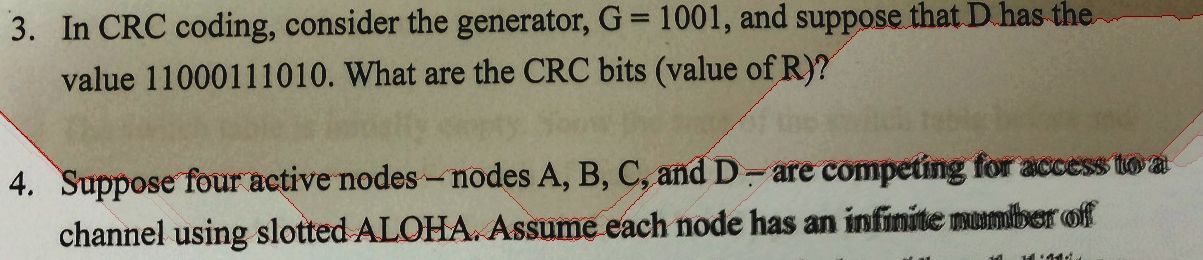 3. In CRC coding, consider the generator, G = 1001, and suppose that D has the
value 11000111010. What are the CRC bits (value of R)?
4. Suppose four active nodes – nodes A, B, C, and D – are competing for access to a
channel using slotted ALOHA. Assume each node has an infinite number of